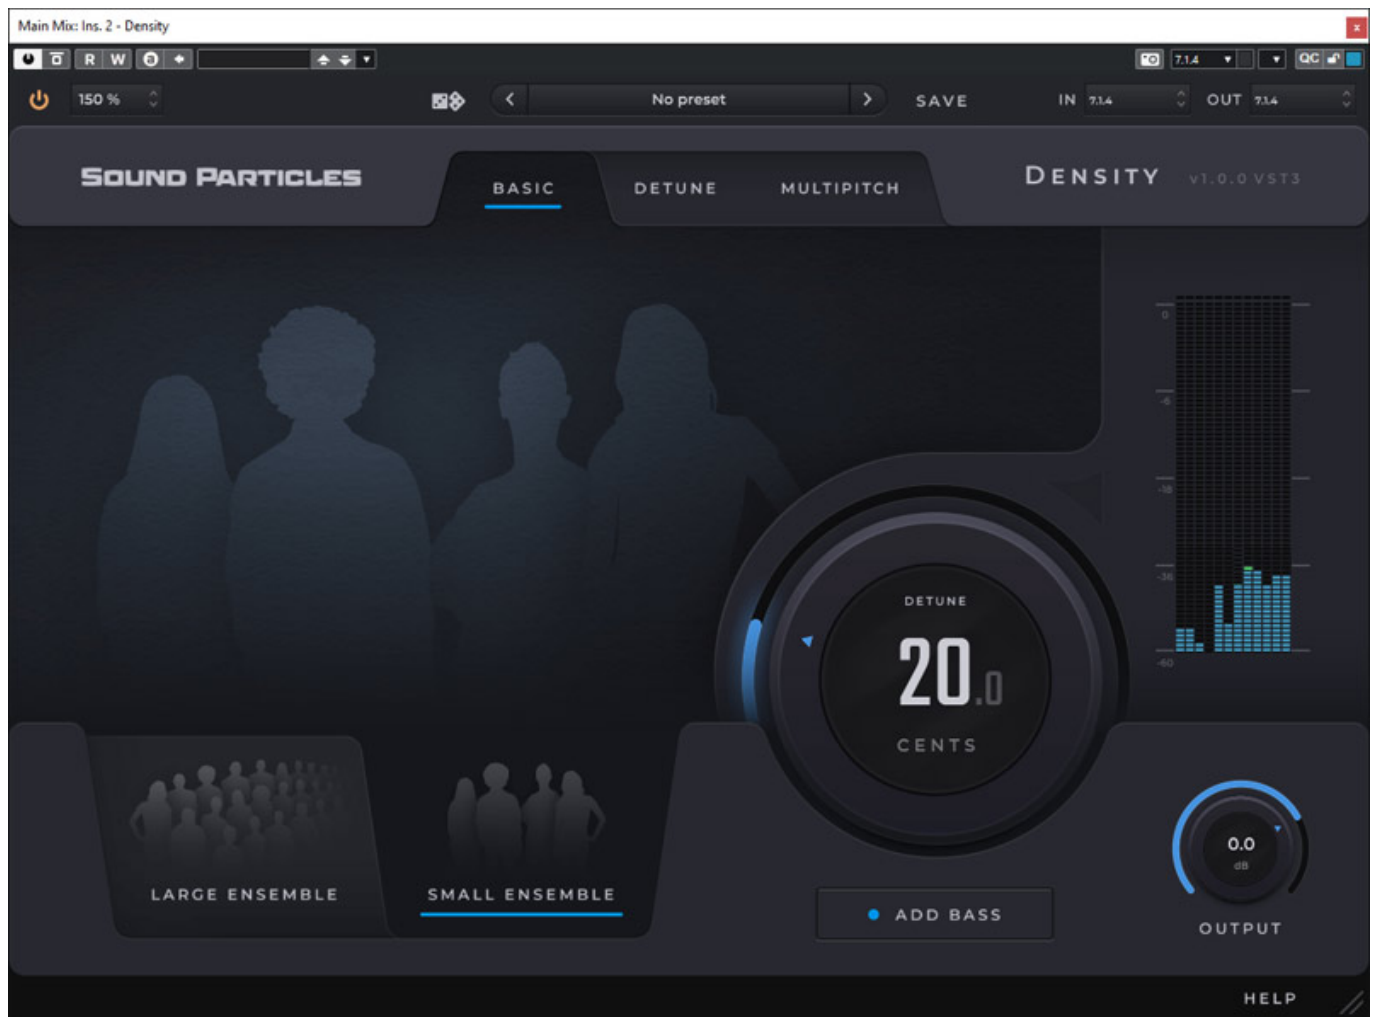 Main Mix: Ins. 2 - Density
x
R W a 7.1.4 QC
150 % No preset SAVE IN 7.1.4 OUT 7.1.4
SOUND PARTICLES
BASIC DETUNE MULTIPITCH
DENSITY v1.0.0 VST3
0
-6
-18
-36
-60
DETUNE
20.0
CENTS
LARGE ENSEMBLE
SMALL ENSEMBLE
ADD BASS
0.0
dB
OUTPUT
HELP